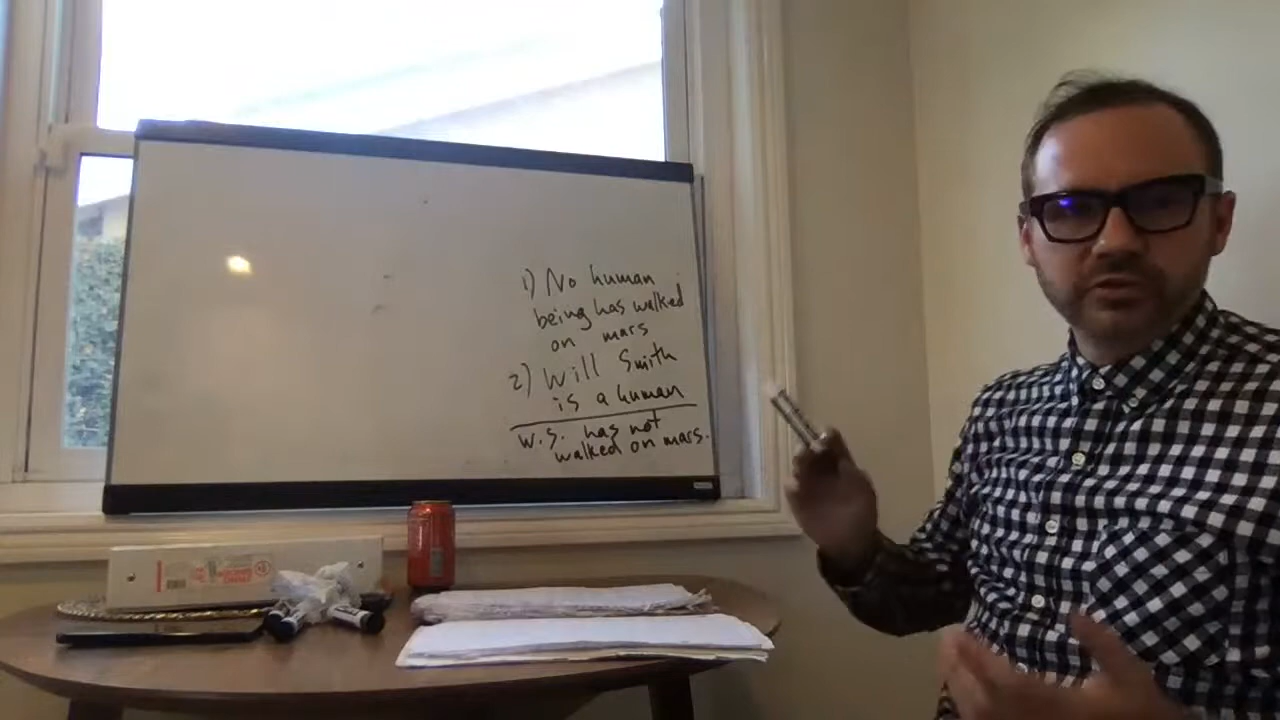 1) No human
being has walked
on mars
2) Will Smith
is a human
W.S. has not
walked on mars.